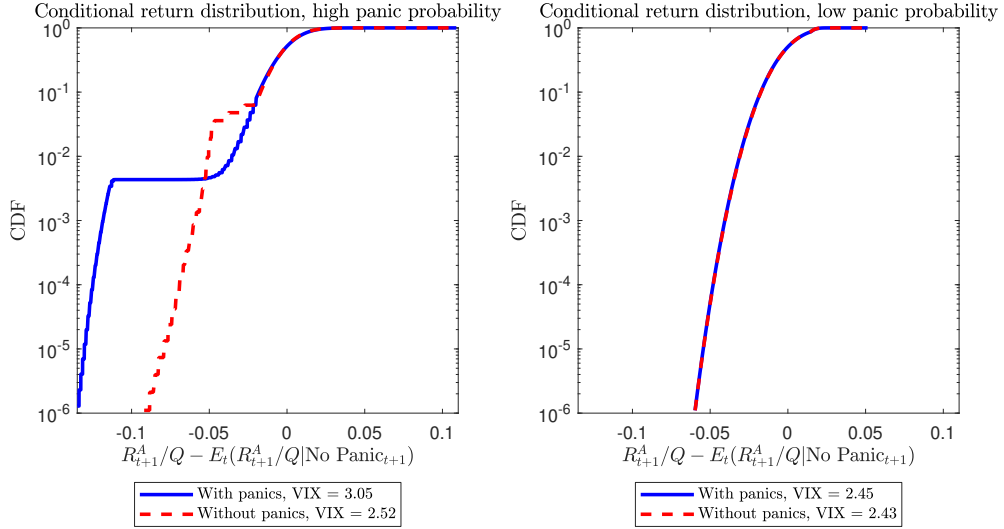 Conditional return distribution, high panic probability
10^0
10^-1
10^-2
10^-3
10^-4
10^-5
10^-6
CDF
-0.1
-0.05
0
0.05
0.1
R^A_{t+1}/Q − E_t(R^A_{t+1}/Q|No Panic_{t+1})
With panics, VIX = 3.05
Without panics, VIX = 2.52
Conditional return distribution, low panic probability
10^0
10^-1
10^-2
10^-3
10^-4
10^-5
10^-6
CDF
-0.1
-0.05
0
0.05
0.1
R^A_{t+1}/Q − E_t(R^A_{t+1}/Q|No Panic_{t+1})
With panics, VIX = 2.45
Without panics, VIX = 2.43